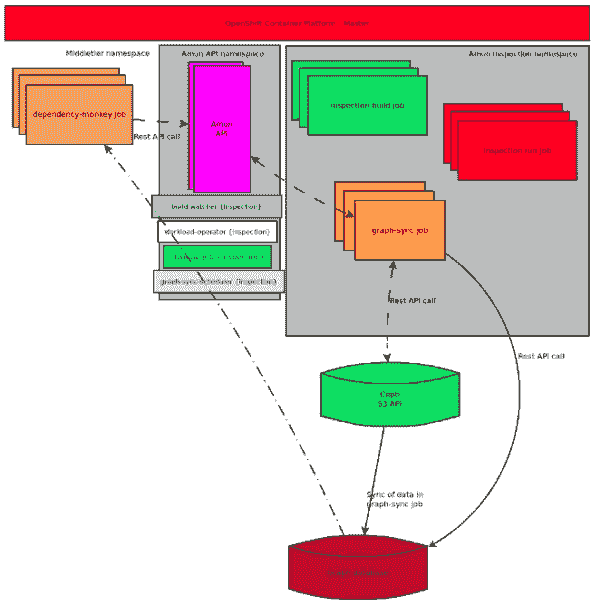 OpenShift Container Platform - Master
Middletier namespace
Amun API namespace
Amun Inspection namespace
inspection-build job
dependency-monkey job
Rest API call
Amun
API
inspection-run job
build-watcher {inspection}
workload-operator {inspection}
graph-sync job
graph-sync-scheduler {inspection}
Rest API call
Rest API call
Ceph
S3 API
Sync of data in
graph-sync job